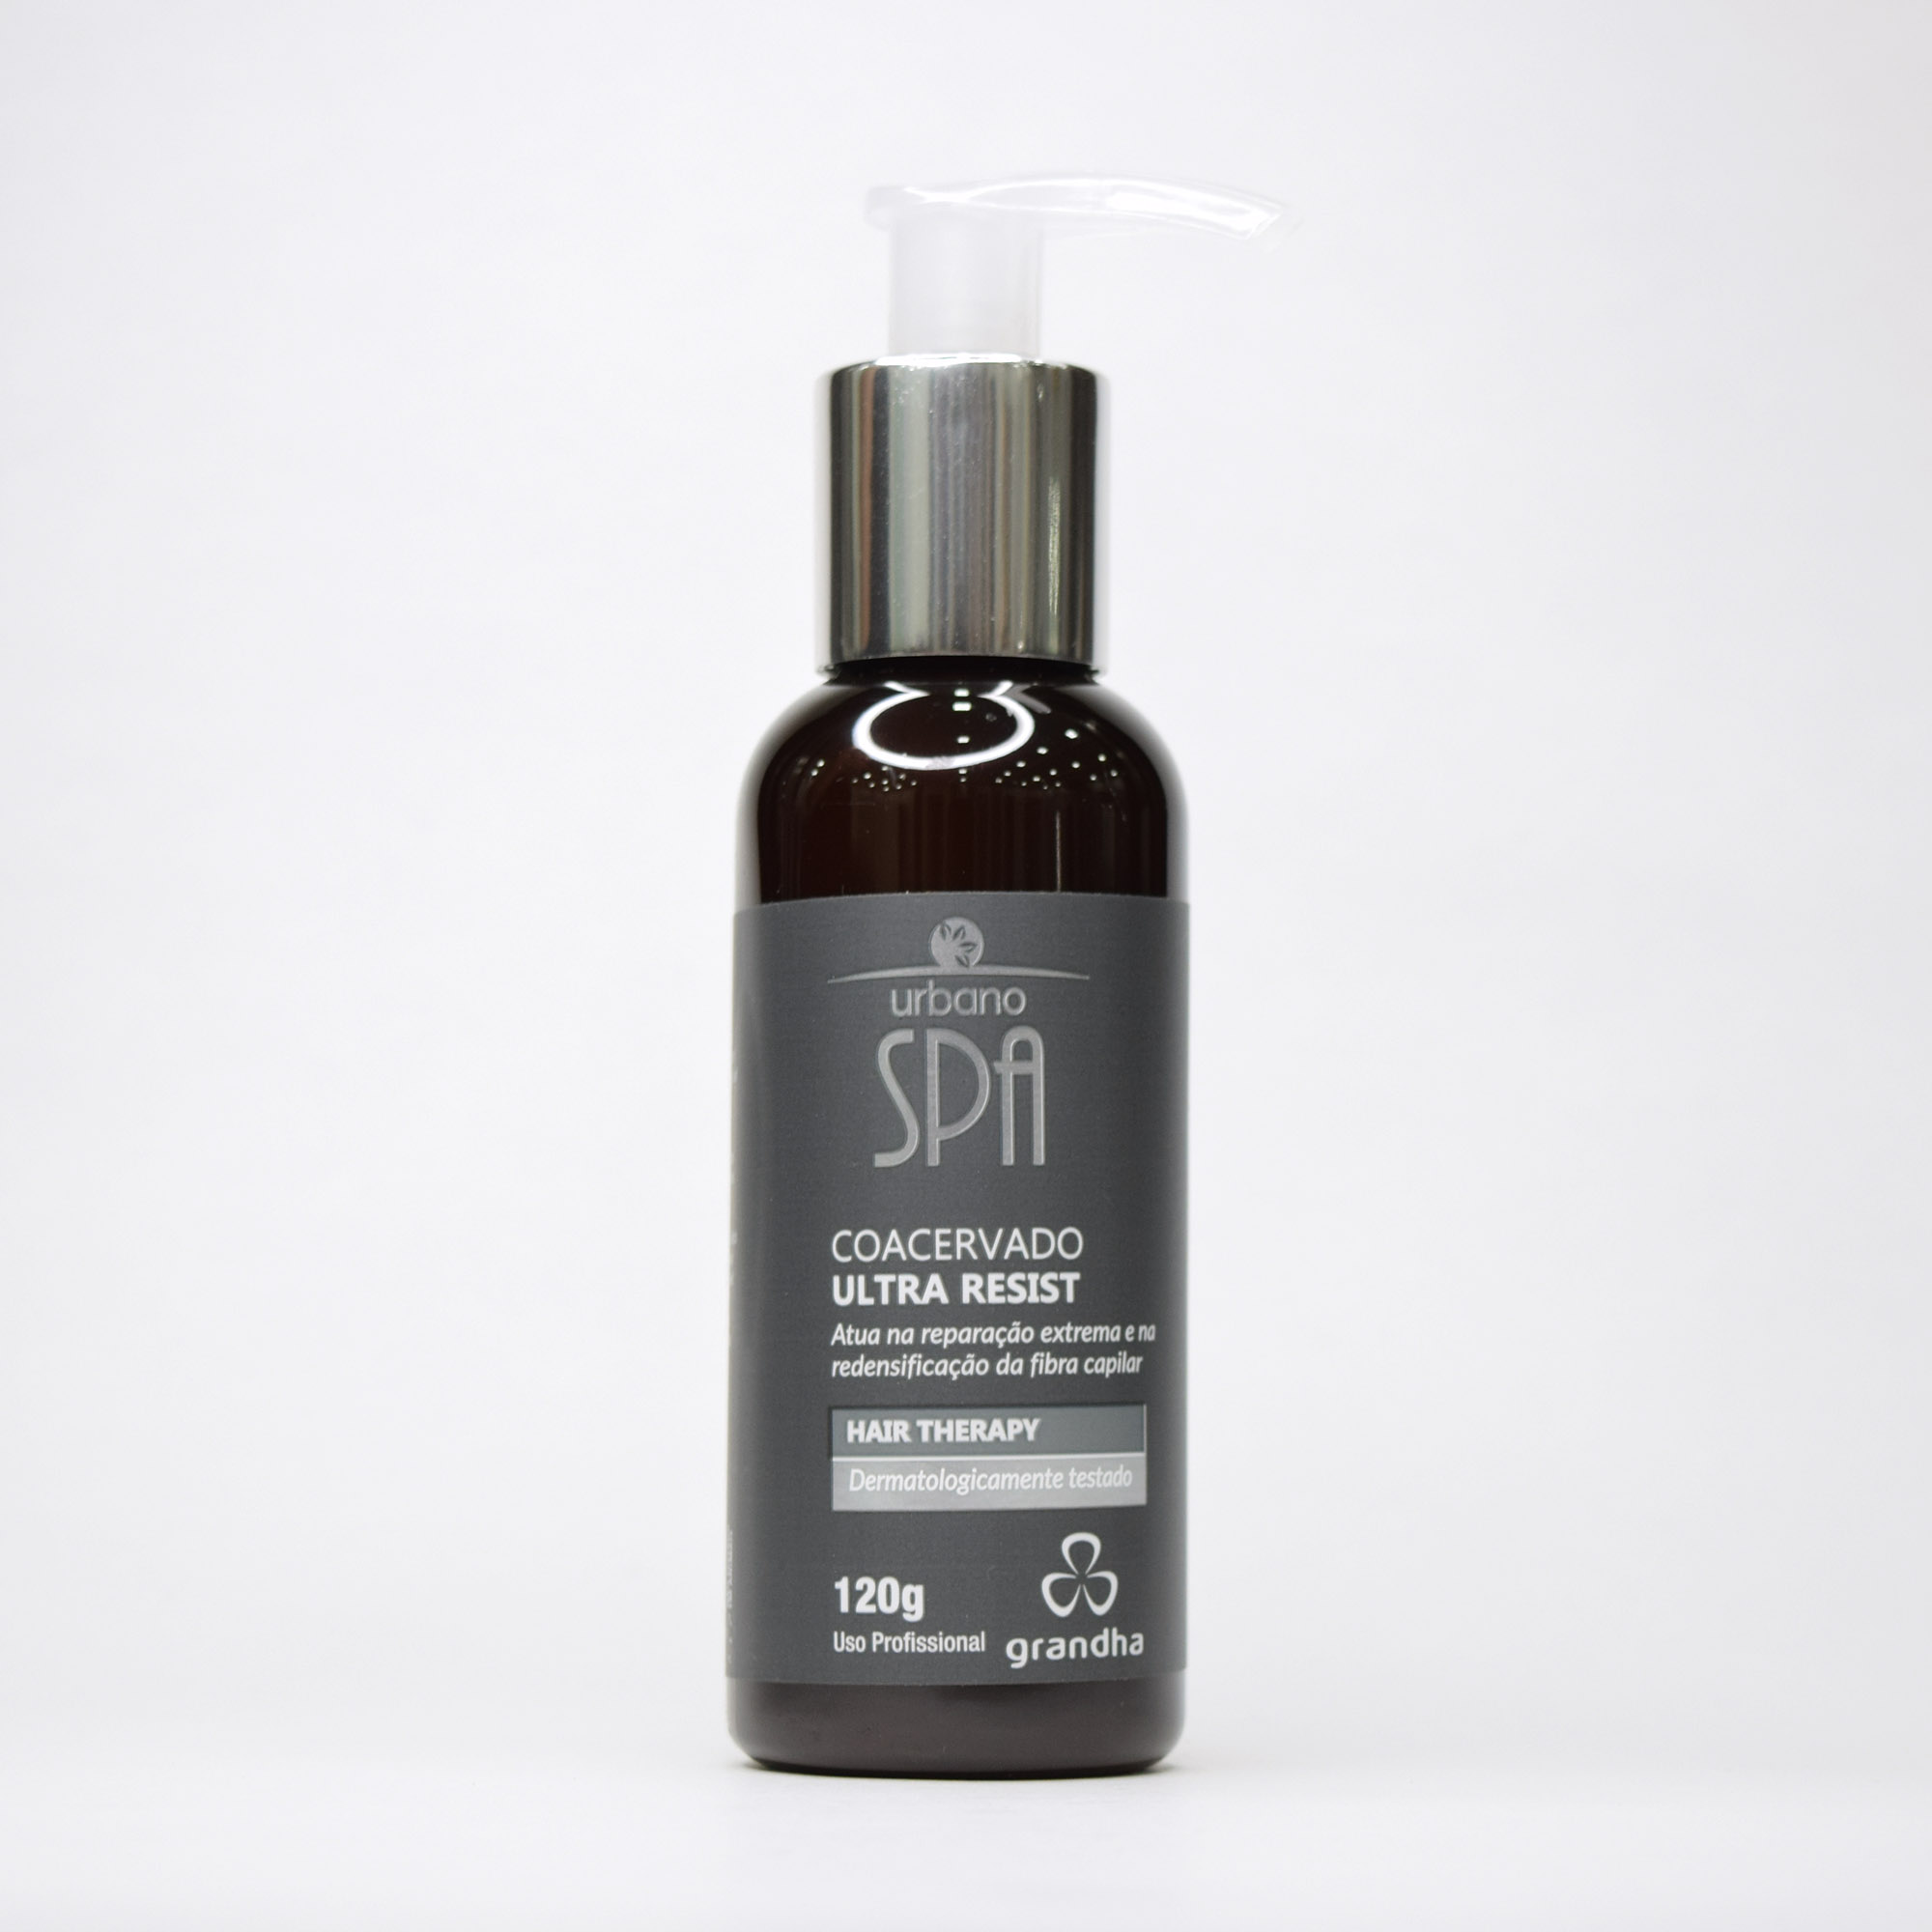 urbano
SPA
COACERVADO
ULTRA RESIST
Atua na reparação extrema e na
redensificação da fibra capilar
HAIR THERAPY
Dermatologicamente testado
120g
Uso Profissional
grandha